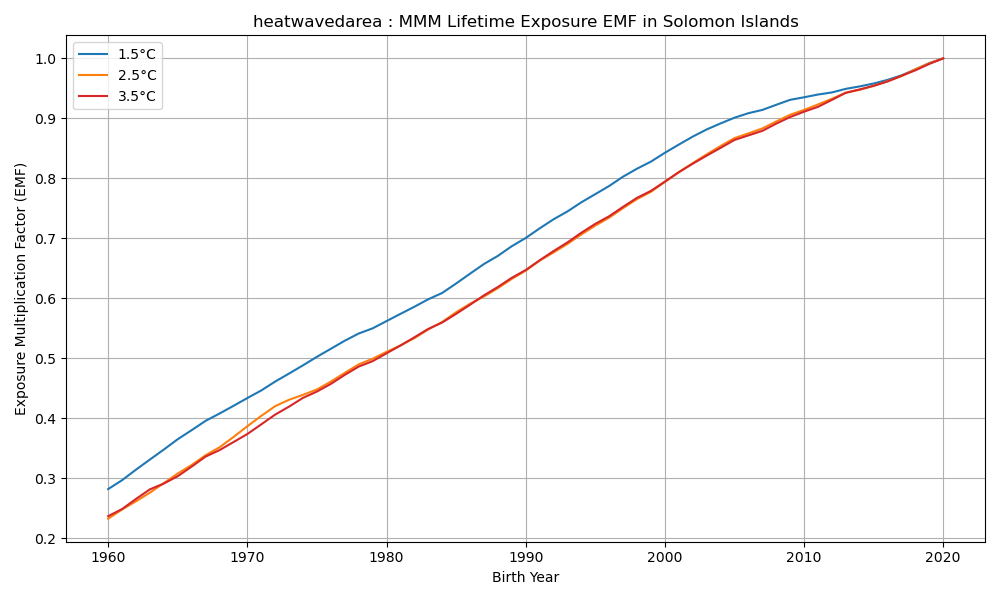 heatwavedarea : MMM Lifetime Exposure EMF in Solomon Islands
1.5°C
2.5°C
3.5°C
Exposure Multiplication Factor (EMF)
1.0
0.9
0.8
0.7
0.6
0.5
0.4
0.3
0.2
1960 1970 1980 1990 2000 2010 2020
Birth Year